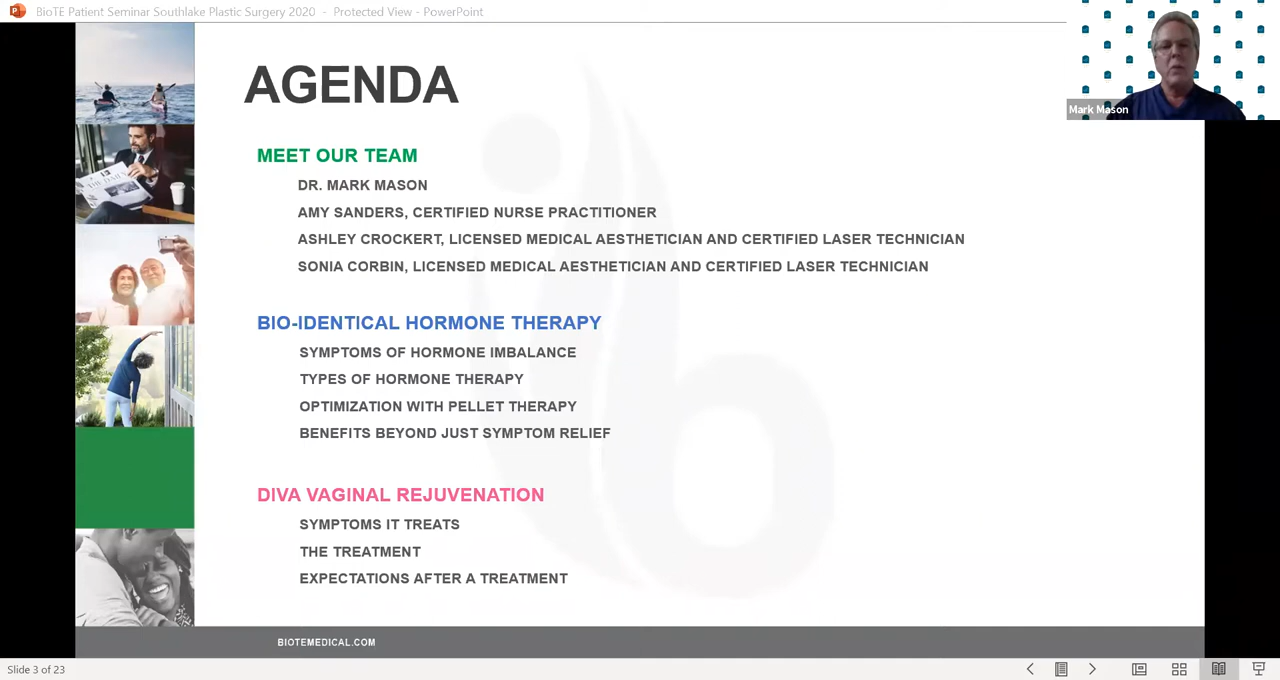 BioTE Patient Seminar Southlake Plastic Surgery 2020 - Protected View - PowerPoint
Mark Mason
AGENDA
MEET OUR TEAM
DR. MARK MASON
AMY SANDERS, CERTIFIED NURSE PRACTITIONER
ASHLEY CROCKERT, LICENSED MEDICAL AESTHETICIAN AND CERTIFIED LASER TECHNICIAN
SONIA CORBIN, LICENSED MEDICAL AESTHETICIAN AND CERTIFIED LASER TECHNICIAN
BIO-IDENTICAL HORMONE THERAPY
SYMPTOMS OF HORMONE IMBALANCE
TYPES OF HORMONE THERAPY
OPTIMIZATION WITH PELLET THERAPY
BENEFITS BEYOND JUST SYMPTOM RELIEF
DIVA VAGINAL REJUVENATION
SYMPTOMS IT TREATS
THE TREATMENT
EXPECTATIONS AFTER A TREATMENT
BIOTEMEDICAL.COM
Slide 3 of 23